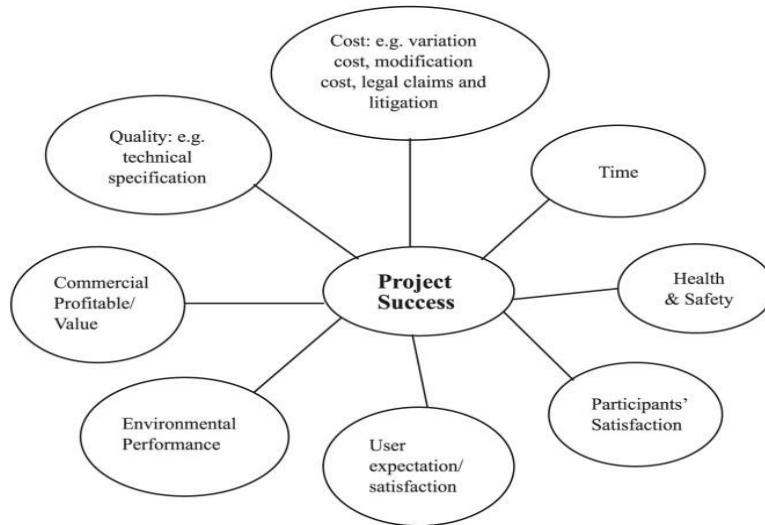 Cost: e.g. variation
cost, modification
cost, legal claims and
litigation
Quality: e.g.
technical
specification
Time
Project
Success
Commercial
Profitable/
Value
Health
& Safety
Environmental
Performance
User
expectation/
satisfaction
Participants’
Satisfaction